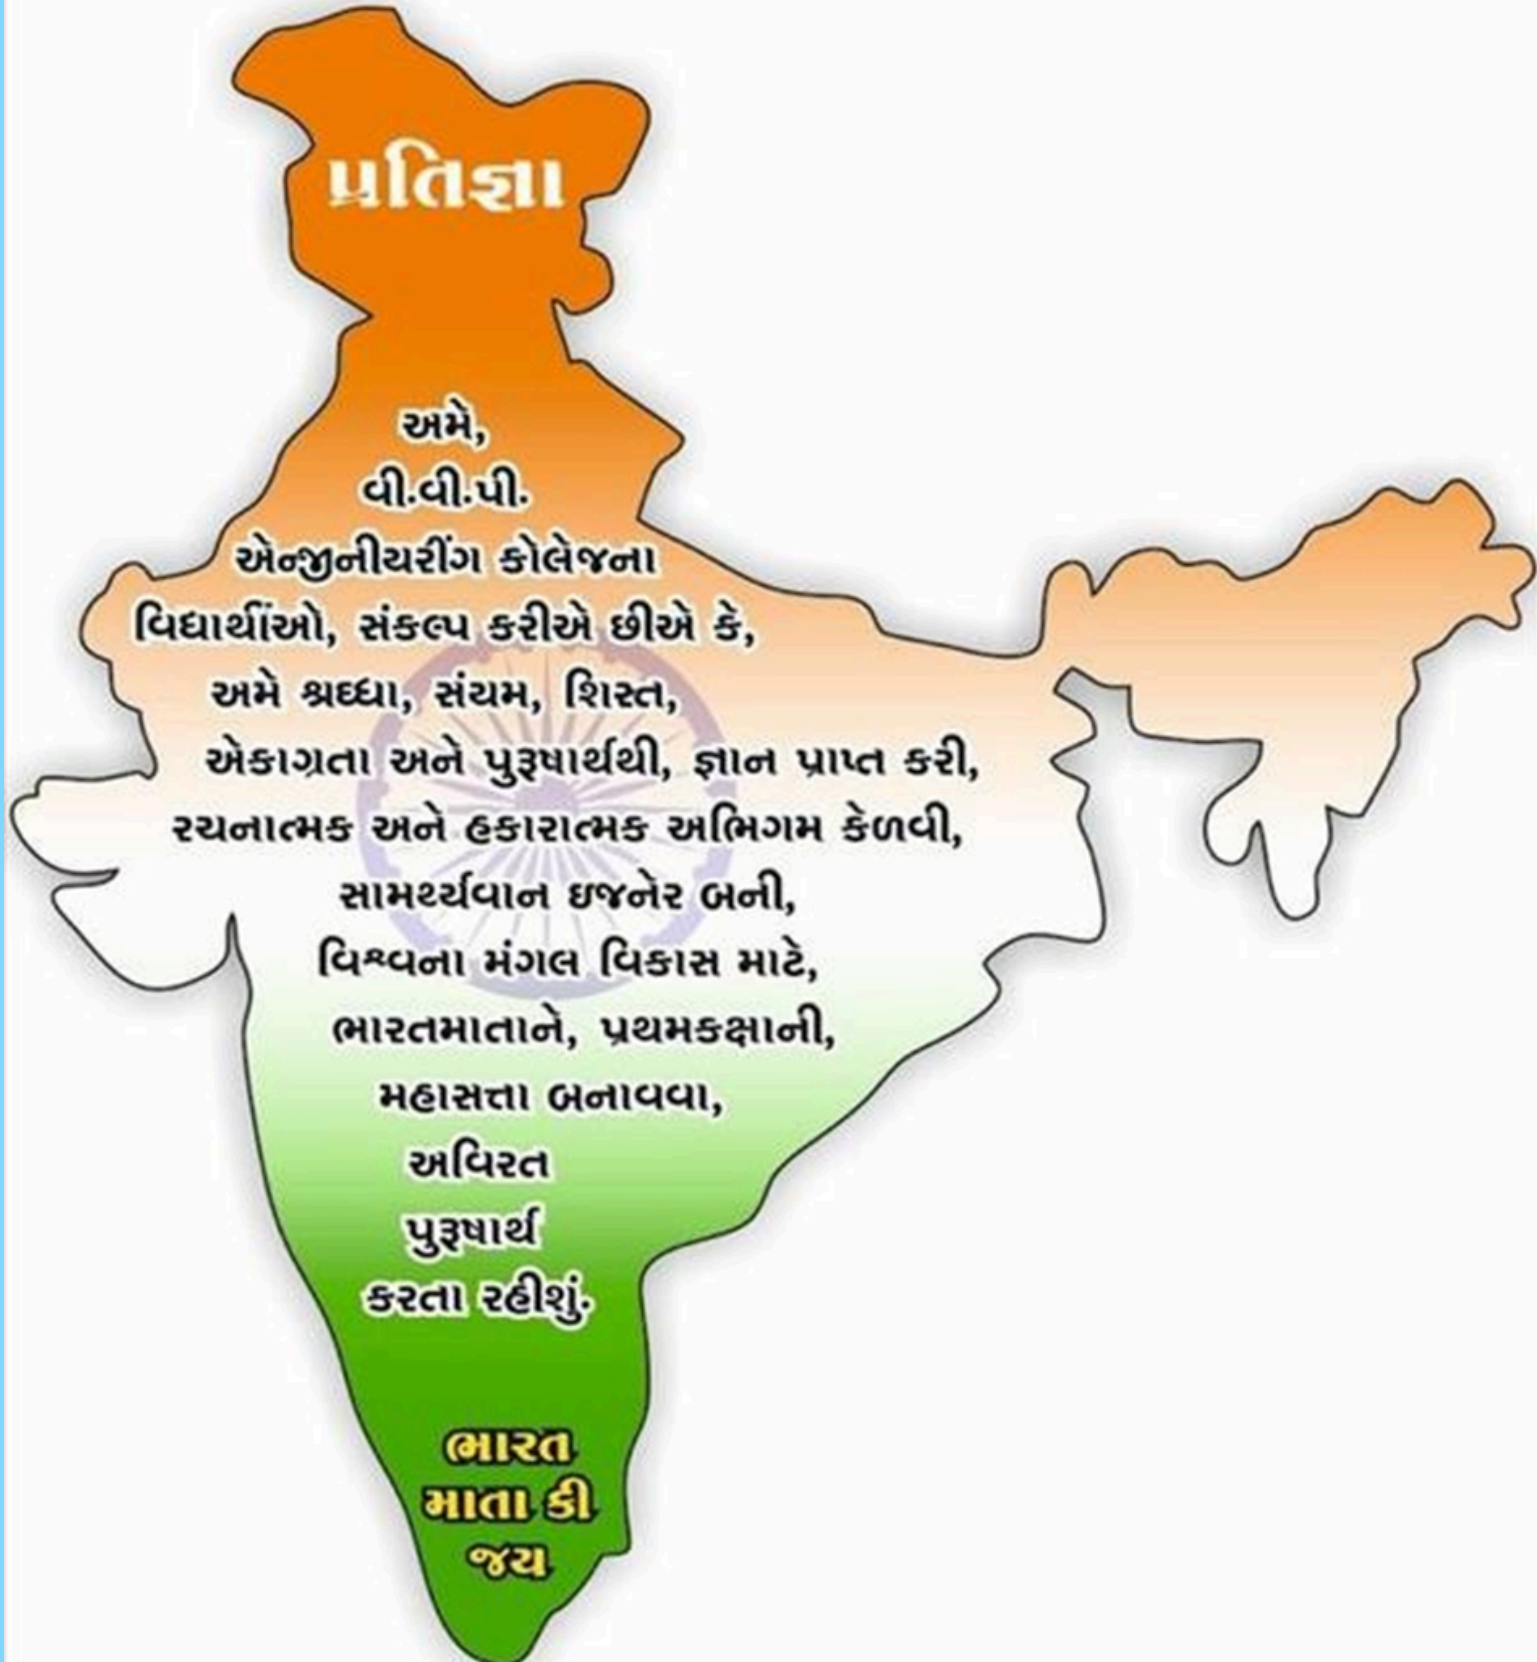 પ્રતિજ્ઞા
અમે,
વી.વી.પી.
એન્જીનીયરીંગ કોલેજના
વિદ્યાર્થીઓ, સંકલ્પ કરીએ છીએ કે,
અમે શ્રદ્ધા, સંયમ, શિસ્ત,
એકાગ્રતા અને પુરૂષાર્થથી, જ્ઞાન પ્રાપ્ત કરી,
રચનાત્મક અને હકારાત્મક અભિગમ કેળવી,
સામર્થ્યવાન ઇજનેર બની,
વિશ્વના મંગલ વિકાસ માટે,
ભારતમાતાને, પ્રથમકક્ષાની,
મહાસત્તા બનાવવા,
અવિરત
પુરૂષાર્થ
કરતા રહીશું.
ભારત
માતા કી
જય